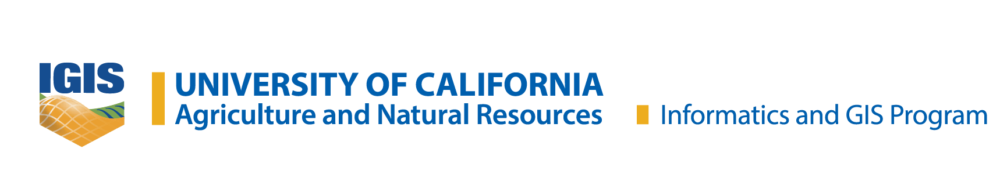 IGIS
UNIVERSITY OF CALIFORNIA
Agriculture and Natural Resources
Informatics and GIS Program